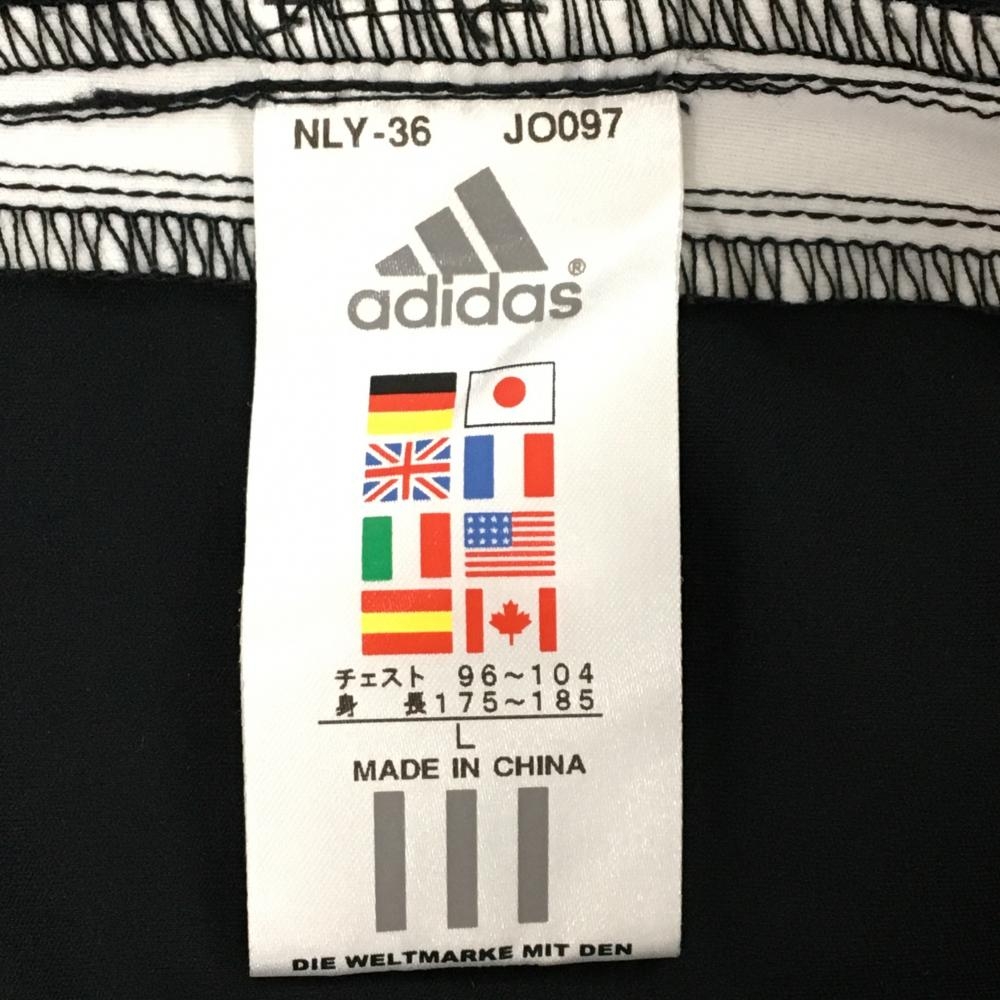 NLY-36 JO097
adidas®
チェスト 96～104
身長175～185
L
MADE IN CHINA
DIE WELTMARKE MIT DEN